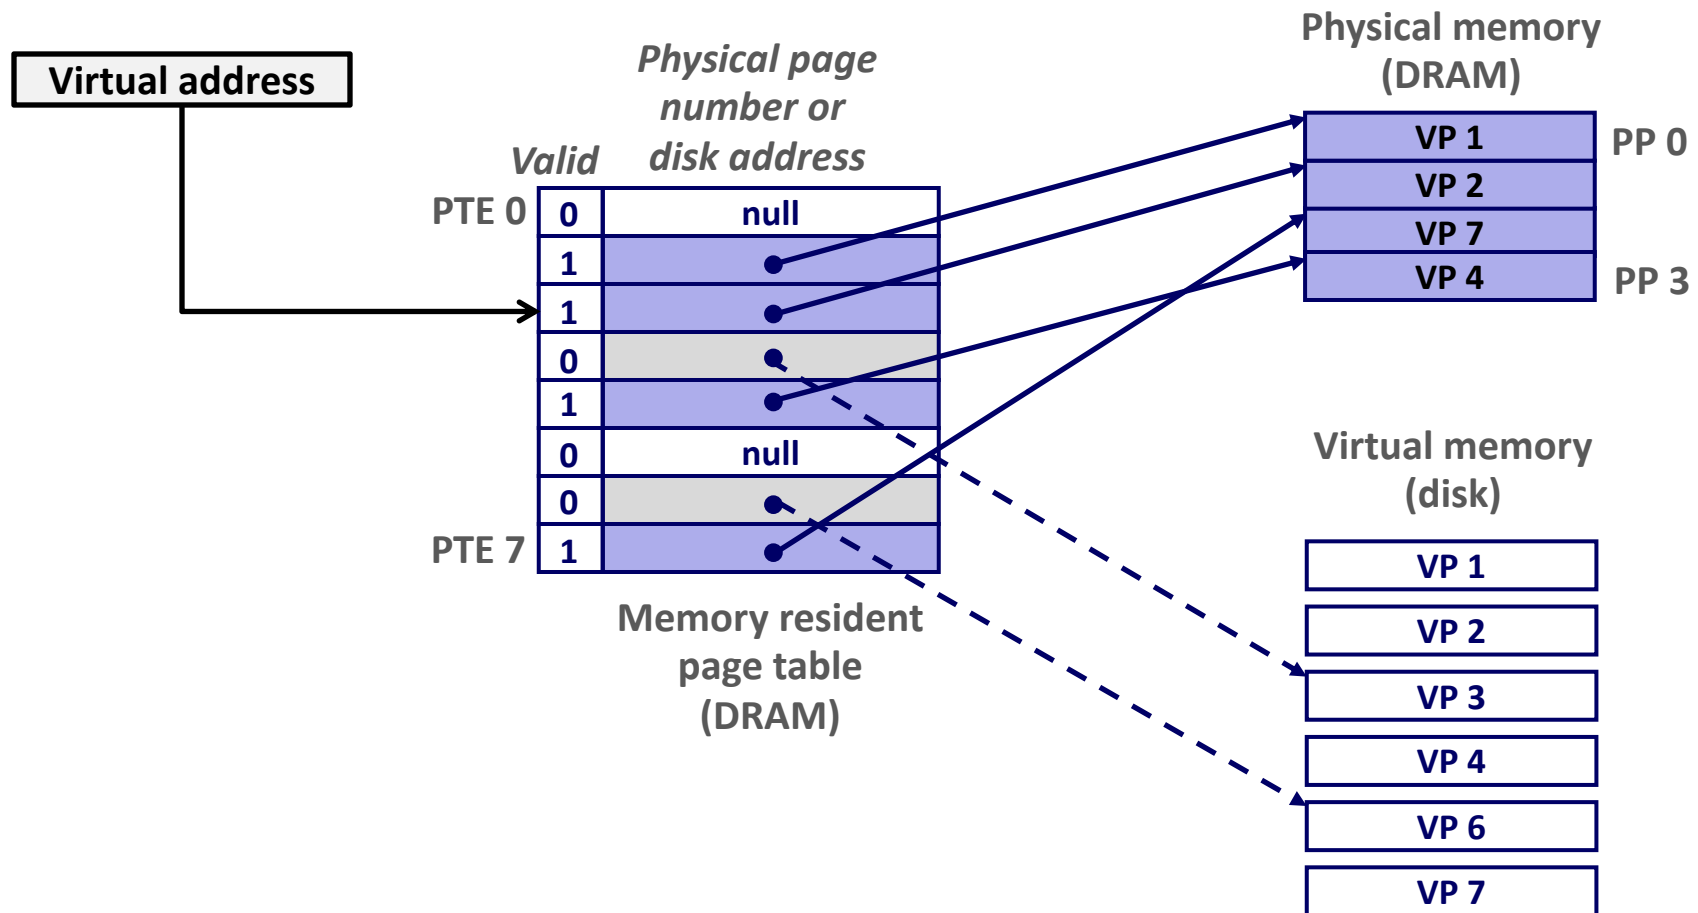 Virtual address
Physical page
number or
disk address
Valid
PTE 0
0
null
1
1
0
1
0
null
0
PTE 7
1
Memory resident
page table
(DRAM)
Physical memory
(DRAM)
VP 1
PP 0
VP 2
VP 7
VP 4
PP 3
Virtual memory
(disk)
VP 1
VP 2
VP 3
VP 4
VP 6
VP 7